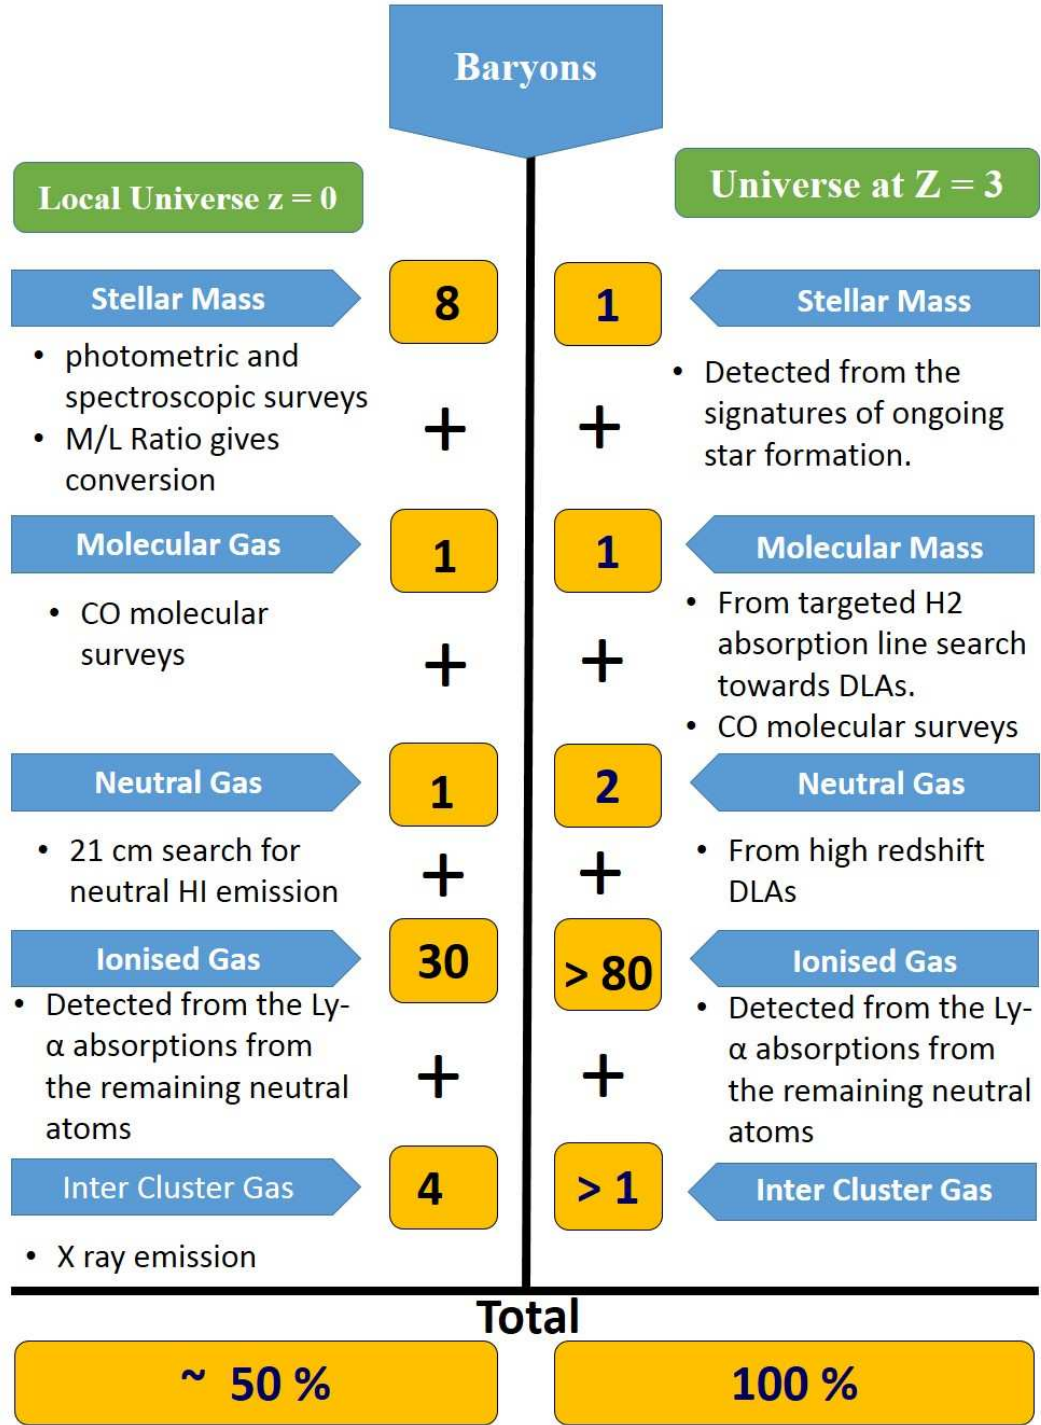 Baryons
Local Universe z = 0
Universe at Z = 3
Stellar Mass
8
• photometric and
spectroscopic surveys
• M/L Ratio gives
conversion
+
Molecular Gas
1
• CO molecular
surveys
+
Neutral Gas
1
• 21 cm search for
neutral HI emission
+
Ionised Gas
30
• Detected from the Ly-
α absorptions from
the remaining neutral
atoms
+
Inter Cluster Gas
4
• X ray emission
1
Stellar Mass
• Detected from the
signatures of ongoing
star formation.
+
1
Molecular Mass
• From targeted H2
absorption line search
towards DLAs.
• CO molecular surveys
+
2
Neutral Gas
• From high redshift
DLAs
+
> 80
Ionised Gas
• Detected from the Ly-
α absorptions from
the remaining neutral
atoms
+
> 1
Inter Cluster Gas
Total
~ 50 %
100 %